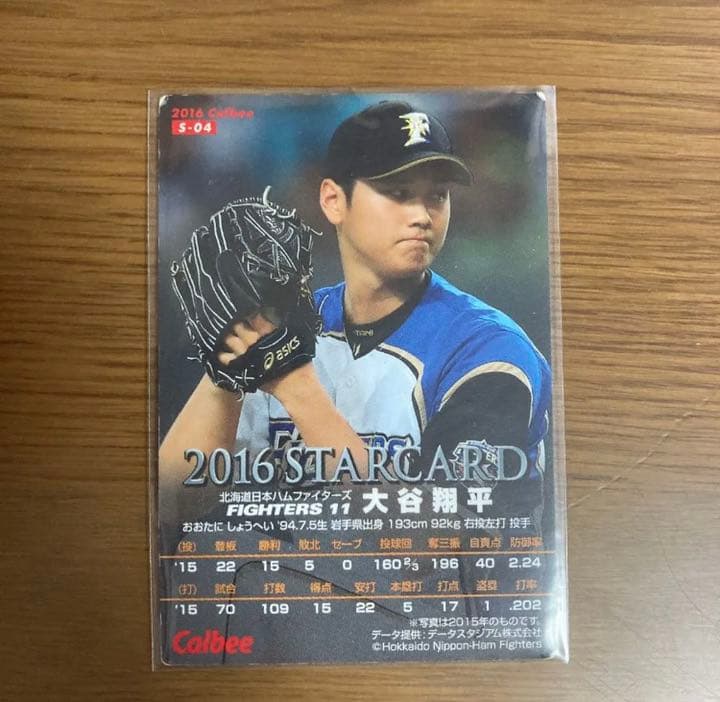 2016 Calbee
S-04
F
asics
2016 STARCARD
北海道日本ハムファイターズ
FIGHTERS 11 大谷翔平
おおたに しょうへい '94.7.5生 岩手県出身 193cm 92kg 右投左打 投手
(投) 登板 勝利 敗北 セーブ 投球回 奪三振 自責点 防御率
'15 22 15 5 0 160 2/3 196 40 2.24
(打) 試合 打数 得点 安打 本塁打 打点 盗塁 打率
'15 70 109 15 22 5 17 1 .202
※写真は2015年のものです。
Calbee
データ提供:データスタジアム株式会社
©Hokkaido Nippon-Ham Fighters